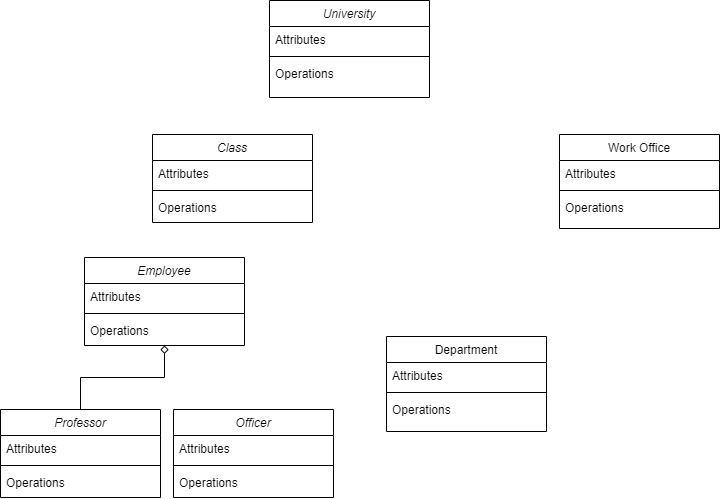 University
Attributes
Operations
Class
Attributes
Operations
Work Office
Attributes
Operations
Employee
Attributes
Operations
Department
Attributes
Operations
Professor
Attributes
Operations
Officer
Attributes
Operations